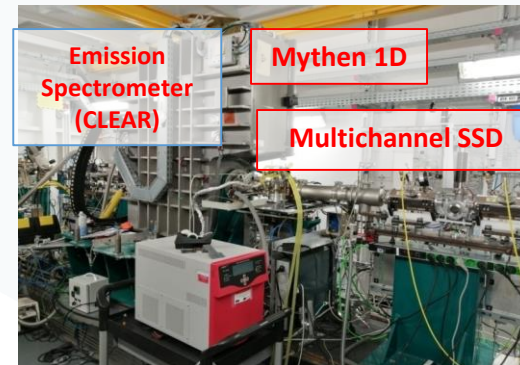 Emission
Spectrometer
(CLEAR)
Mythen 1D
Multichannel SSD